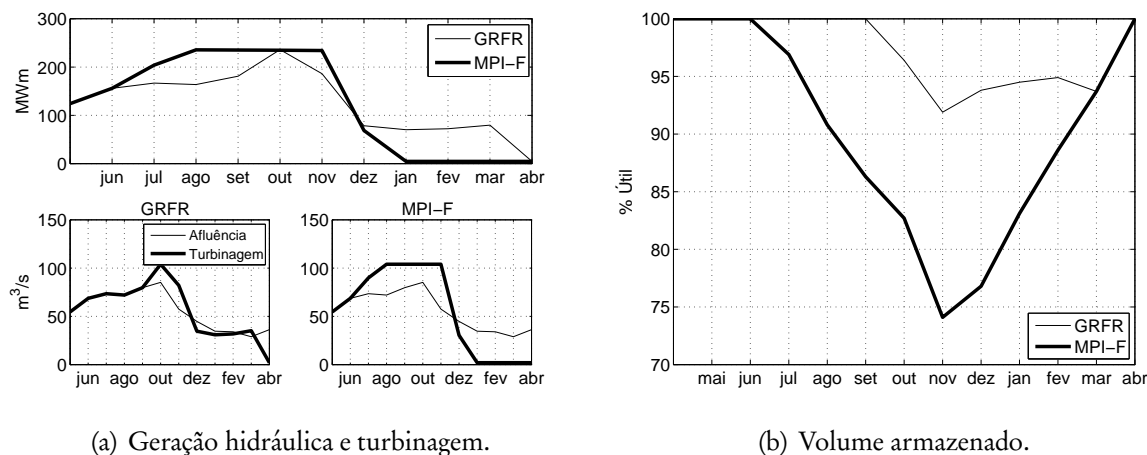 300
200
100
0
MWm
GRFR
MPI−F
jun jul ago set out nov dez jan fev mar abr
GRFR
150
100
50
0
m³/s
Afluência
Turbinagem
jun ago out dez fev abr
MPI−F
150
100
50
0
jun ago out dez fev abr
(a) Geração hidráulica e turbinagem.
100
95
90
85
80
75
70
% Útil
GRFR
MPI−F
mai jun jul ago set out nov dez jan fev mar abr
(b) Volume armazenado.